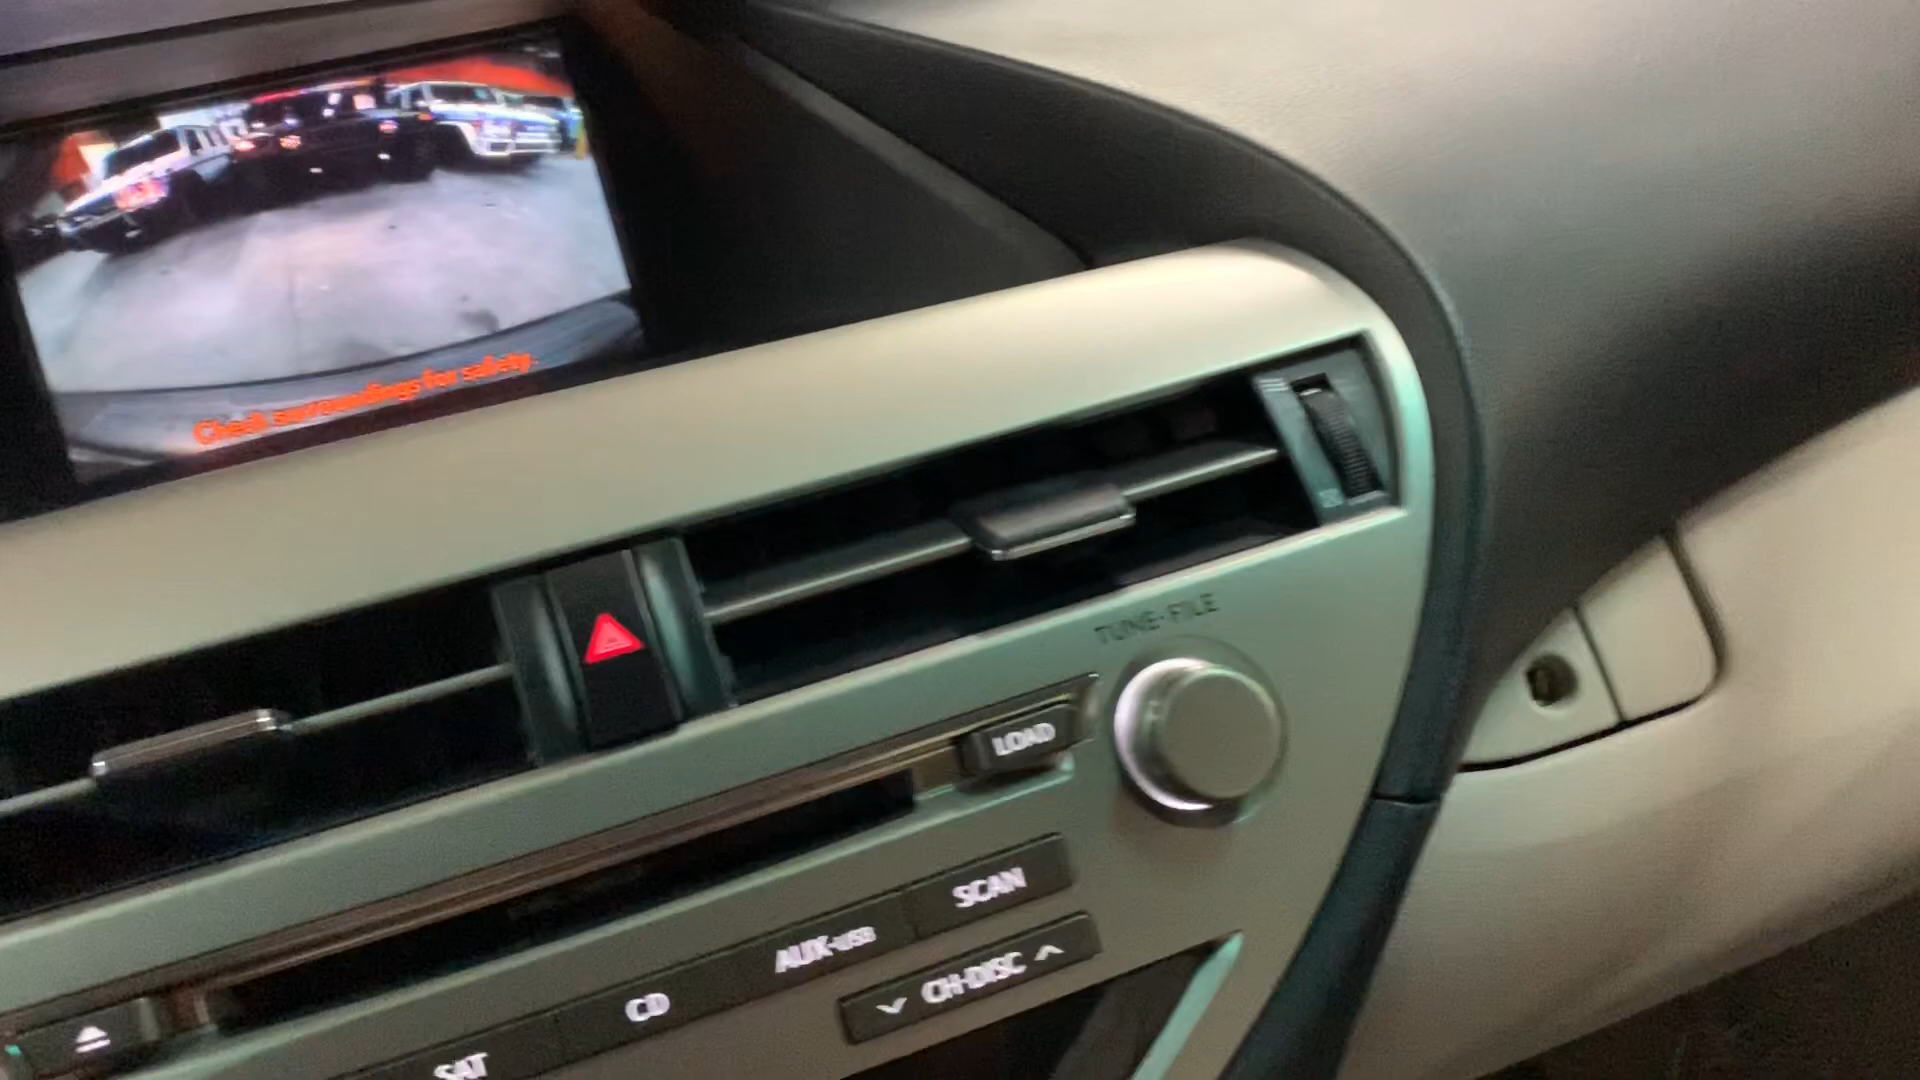 Check surroundings for safety.
TUNE·FILE
LOAD
SCAN
AUX·USB
CH·DISC
CD
SAT